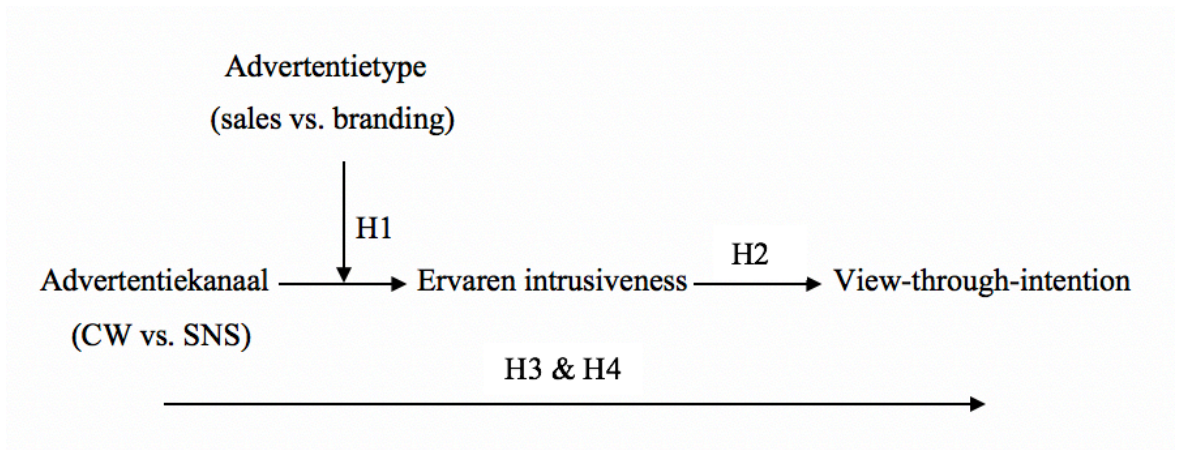 Advertentietype
(sales vs. branding)
H1
H2
Advertentiekanaal
Ervaren intrusiveness
View-through-intention
(CW vs. SNS)
H3 & H4